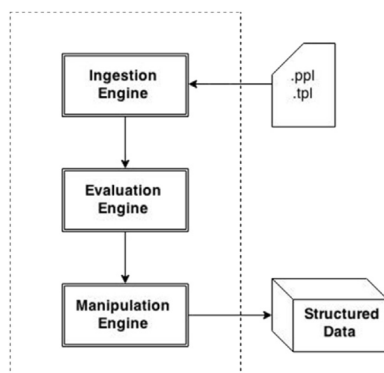 Ingestion
Engine
.ppl
.tpl
Evaluation
Engine
Manipulation
Engine
Structured
Data